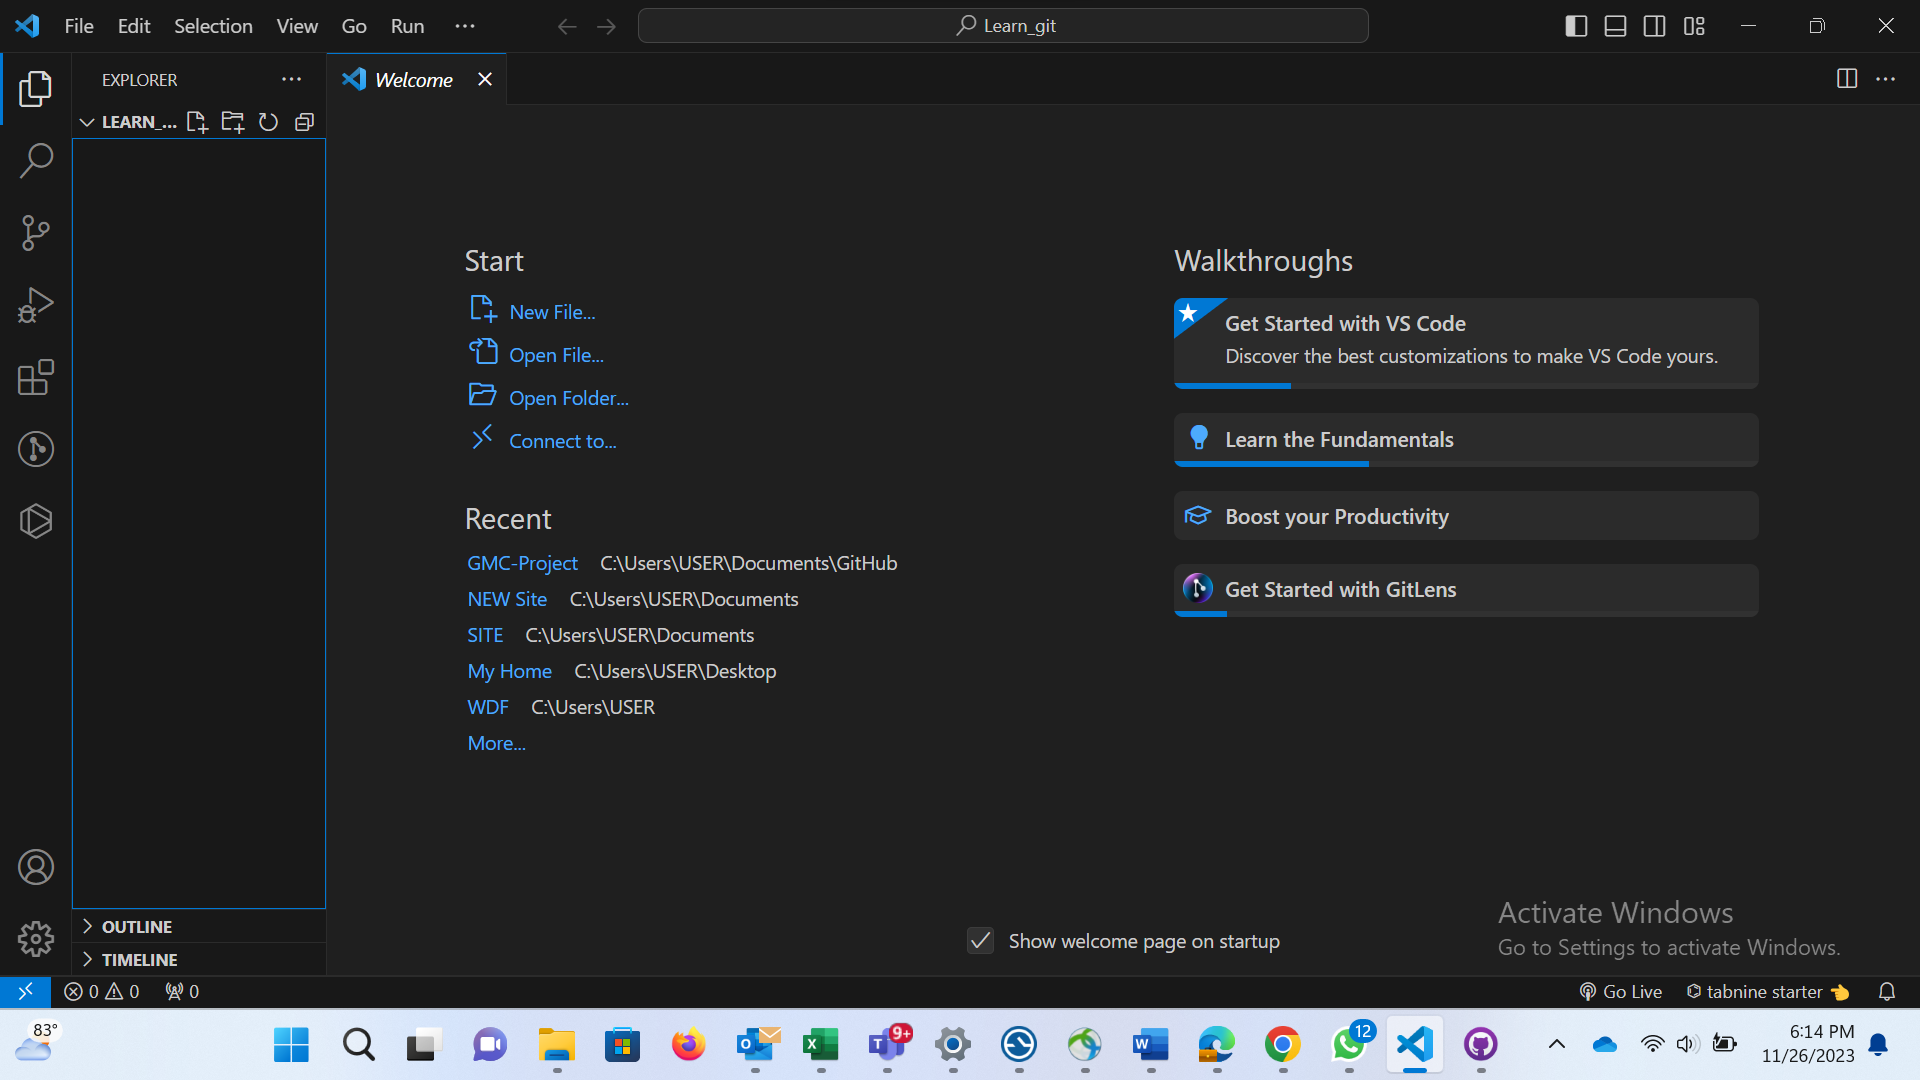 File Edit Selection View Go Run ··· Learn_git
EXPLORER ··· Welcome
LEARN_...
Start
New File...
Open File...
Open Folder...
Connect to...
Recent
GMC-Project C:\Users\USER\Documents\GitHub
NEW Site C:\Users\USER\Documents
SITE C:\Users\USER\Documents
My Home C:\Users\USER\Desktop
WDF C:\Users\USER
More...
Walkthroughs
Get Started with VS Code
Discover the best customizations to make VS Code yours.
Learn the Fundamentals
Boost your Productivity
Get Started with GitLens
Show welcome page on startup
Activate Windows
Go to Settings to activate Windows.
OUTLINE
TIMELINE
0 0 0 Go Live tabnine starter
83° 9+ 12 6:14 PM
11/26/2023